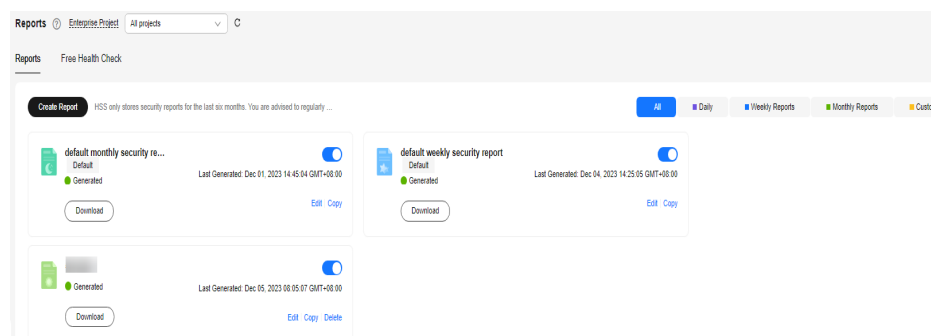 Reports Enterprise Project All projects
Reports Free Health Check
Create Report HSS only stores security reports for the last six months. You are advised to regularly ... All Daily Weekly Reports Monthly Reports Custo
default monthly security re...
Default
Generated
Last Generated: Dec 01, 2023 14:45:04 GMT+08:00
Download
Edit Copy
default weekly security report
Default
Generated
Last Generated: Dec 04, 2023 14:25:05 GMT+08:00
Download
Edit Copy
Generated
Last Generated: Dec 05, 2023 08:05:07 GMT+08:00
Download
Edit Copy Delete